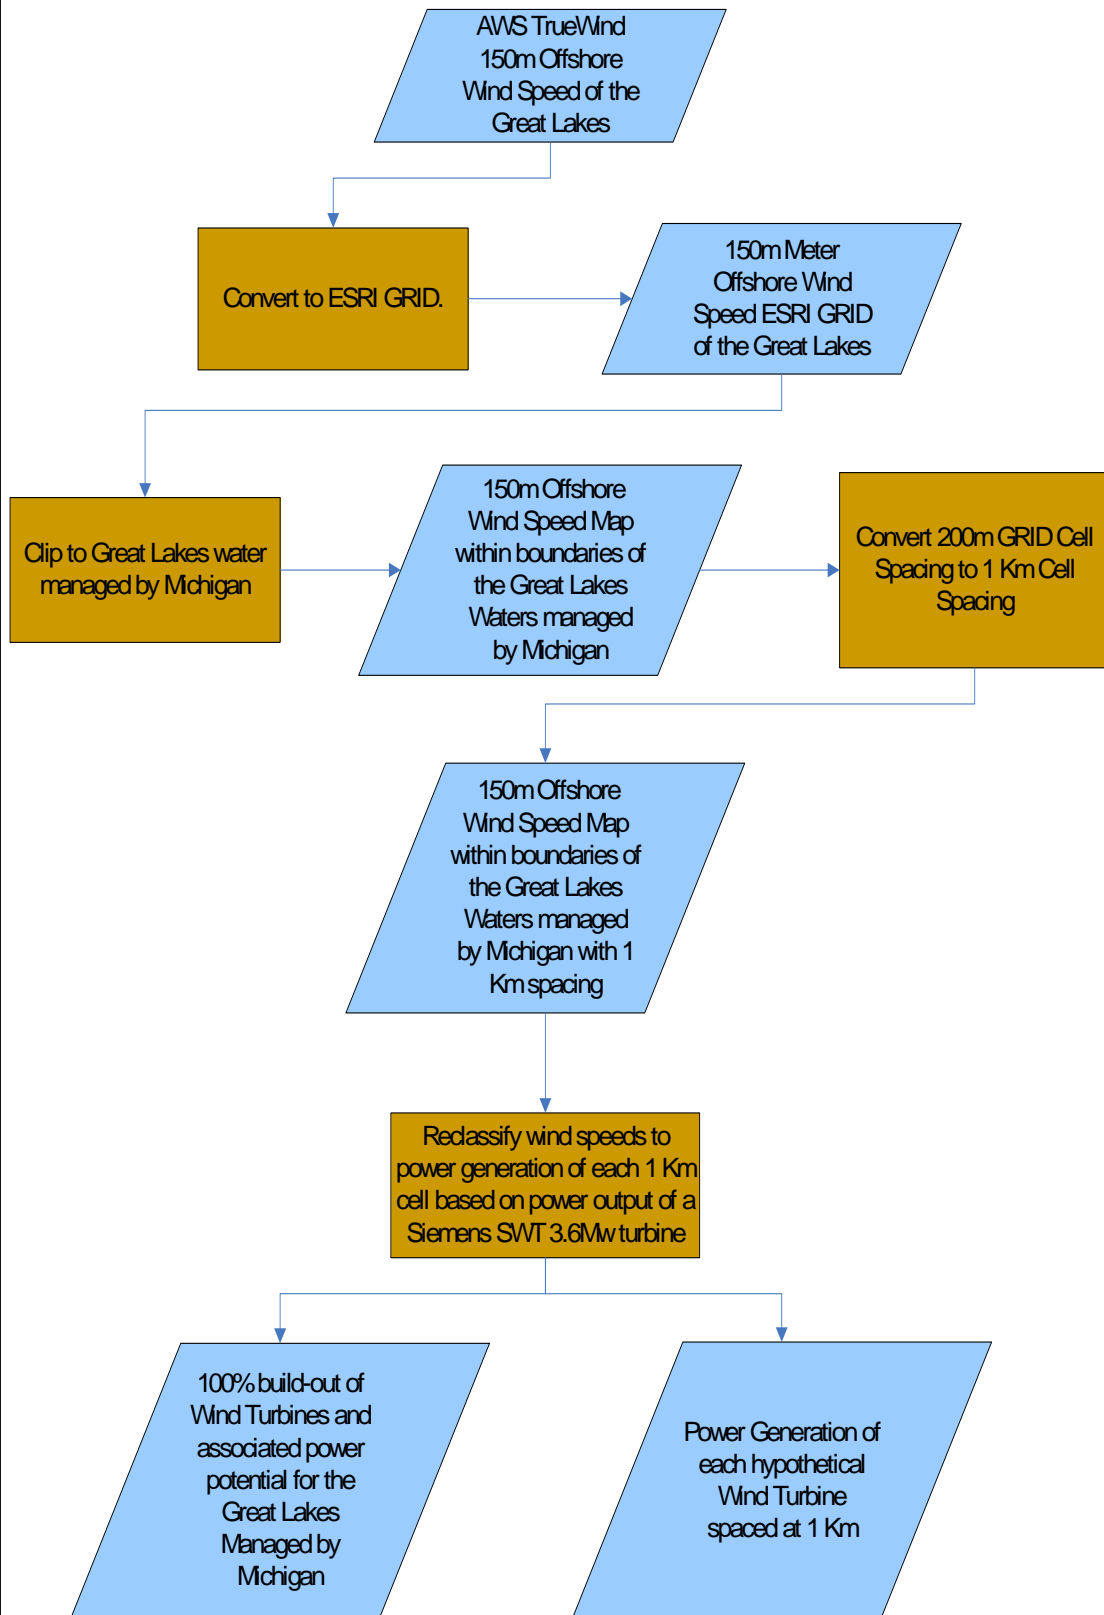 AWS TrueWind
150m Offshore
Wind Speed of the
Great Lakes
Convert to ESRI GRID.
150m Meter
Offshore Wind
Speed ESRI GRID
of the Great Lakes
Clip to Great Lakes water
managed by Michigan
150m Offshore
Wind Speed Map
within boundaries of
the Great Lakes
Waters managed
by Michigan
Convert 200m GRID Cell
Spacing to 1 Km Cell
Spacing
150m Offshore
Wind Speed Map
within boundaries of
the Great Lakes
Waters managed
by Michigan with 1
Km spacing
Reclassify wind speeds to
power generation of each 1 Km
cell based on power output of a
Siemens SWT 3.6Mw turbine
100% build-out of
Wind Turbines and
associated power
potential for the
Great Lakes
Managed by
Michigan
Power Generation of
each hypothetical
Wind Turbine
spaced at 1 Km